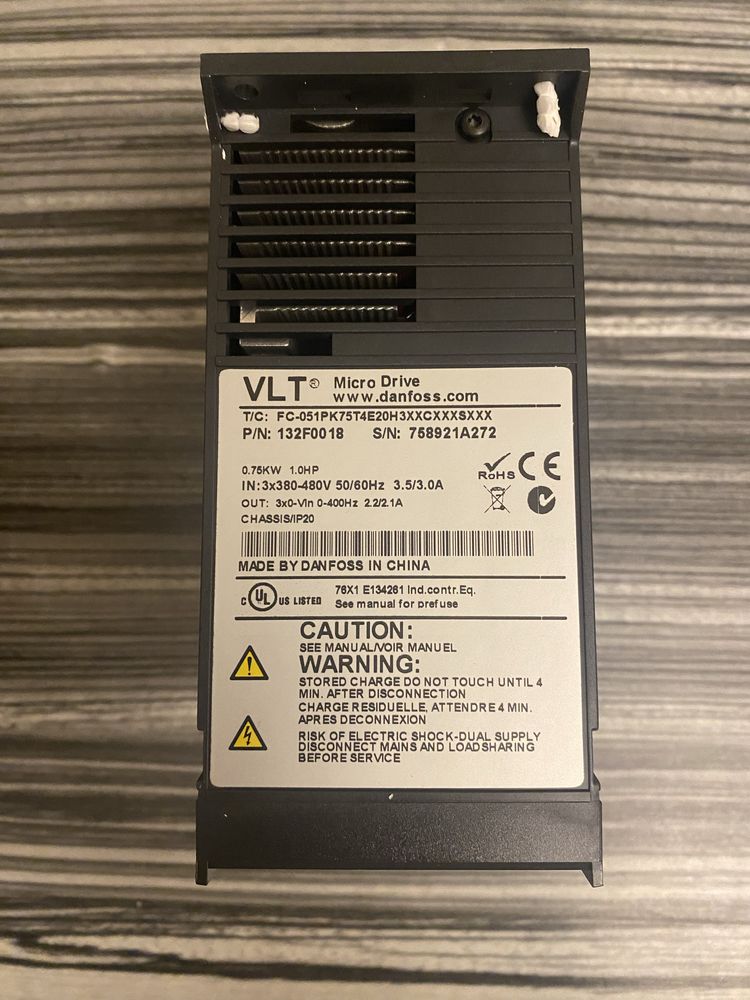 VLT® Micro Drive
www.danfoss.com
T/C: FC-051PK75T4E20H3XXCXXXSXXX
P/N: 132F0018 S/N: 758921A272
0.75KW 1.0HP
IN:3x380-480V 50/60Hz 3.5/3.0A
OUT: 3x0-Vin 0-400Hz 2.2/2.1A
CHASSIS/IP20
RoHS CE
MADE BY DANFOSS IN CHINA
C UL US LISTED
76X1 E134261 Ind.contr.Eq.
See manual for prefuse
CAUTION:
SEE MANUAL/VOIR MANUEL
WARNING:
STORED CHARGE DO NOT TOUCH UNTIL 4
MIN. AFTER DISCONNECTION
CHARGE RESIDUELLE, ATTENDRE 4 MIN.
APRES DECONNEXION
RISK OF ELECTRIC SHOCK-DUAL SUPPLY
DISCONNECT MAINS AND LOADSHARING
BEFORE SERVICE